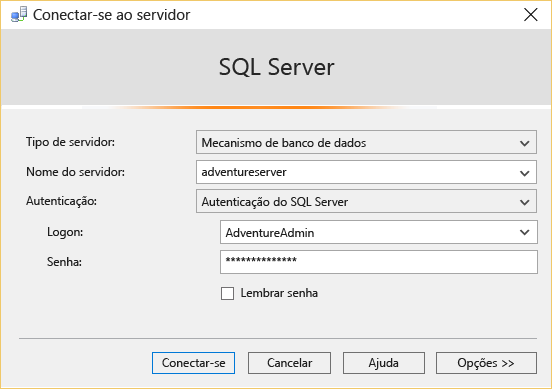 Conectar-se ao servidor
SQL Server
Tipo de servidor: Mecanismo de banco de dados
Nome do servidor: adventureserver
Autenticação: Autenticação do SQL Server
Logon: AdventureAdmin
Senha: **************
Lembrar senha
Conectar-se Cancelar Ajuda Opções >>